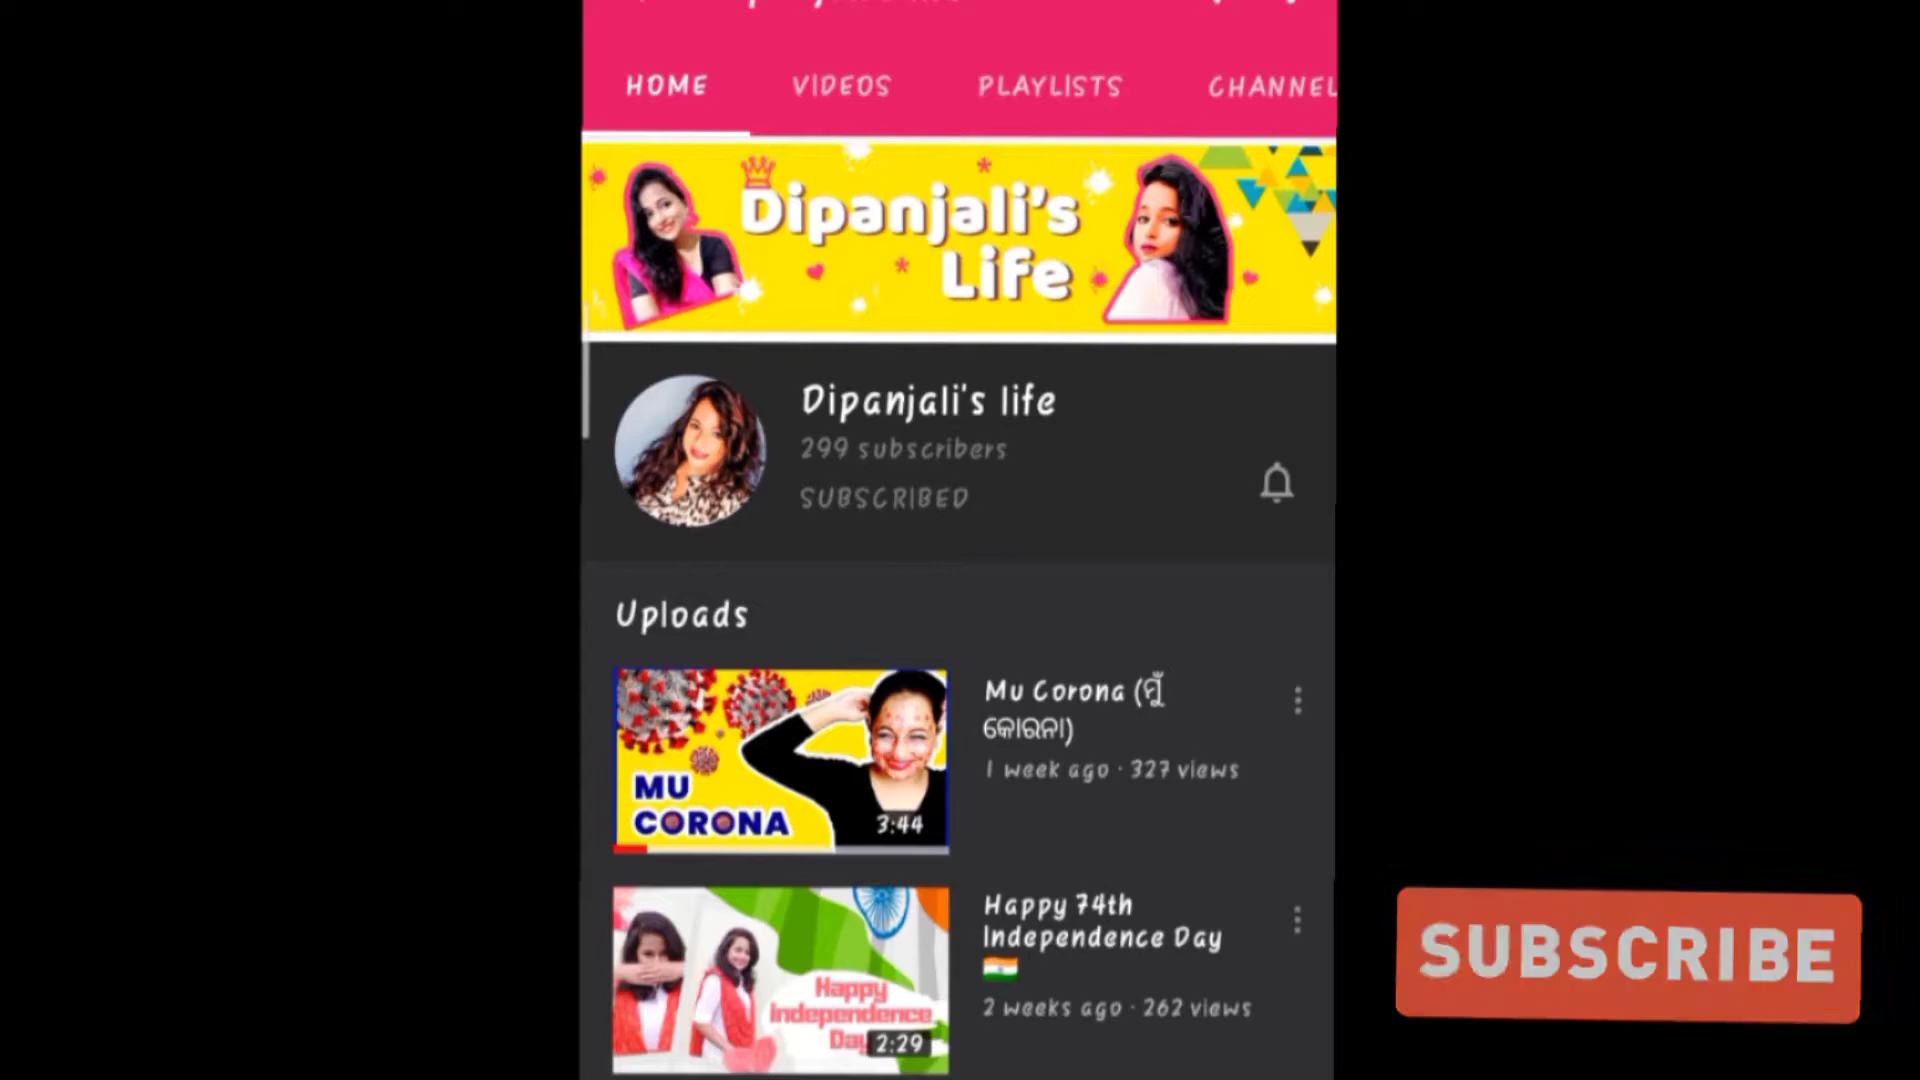 HOME VIDEOS PLAYLISTS CHANNEL
Dipanjali's
Life
Dipanjali's life
299 subscribers
SUBSCRIBED
Uploads
MU
CORONA
3:44
Mu Corona (ମୁଁ
କୋରନା)
1 week ago · 327 views
Happy
independence
Day
2:29
Happy 74th
Independence Day
🇮🇳
2 weeks ago · 262 views
SUBSCRIBE